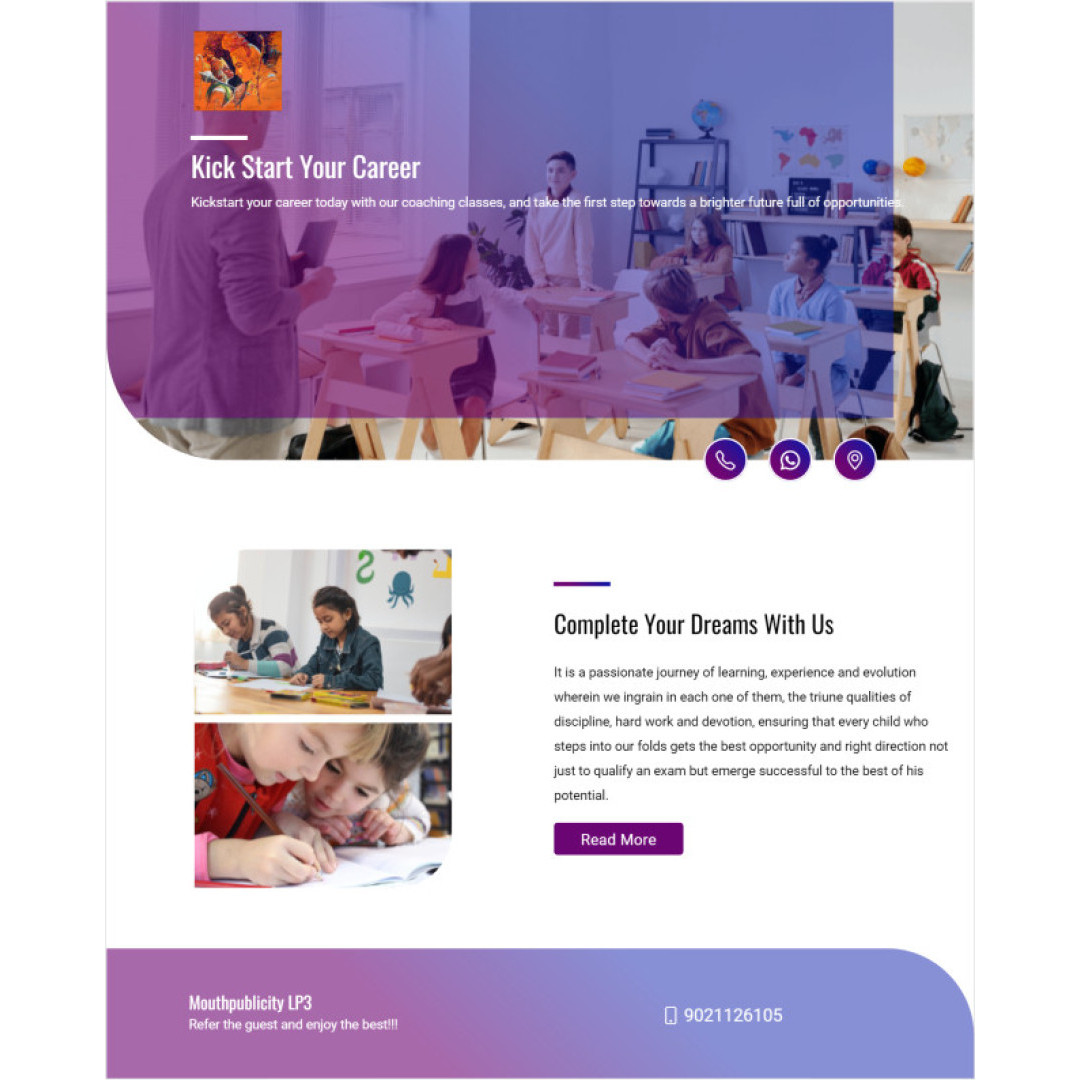 Kick Start Your Career
Kickstart your career today with our coaching classes, and take the first step towards a brighter future full of opportunities.
S
Complete Your Dreams With Us
It is a passionate journey of learning, experience and evolution
wherein we ingrain in each one of them, the triune qualities of
discipline, hard work and devotion, ensuring that every child who
steps into our folds gets the best opportunity and right direction not
just to qualify an exam but emerge successful to the best of his
potential.
Read More
Mouthpublicity LP3
Refer the guest and enjoy the best!!!
9021126105